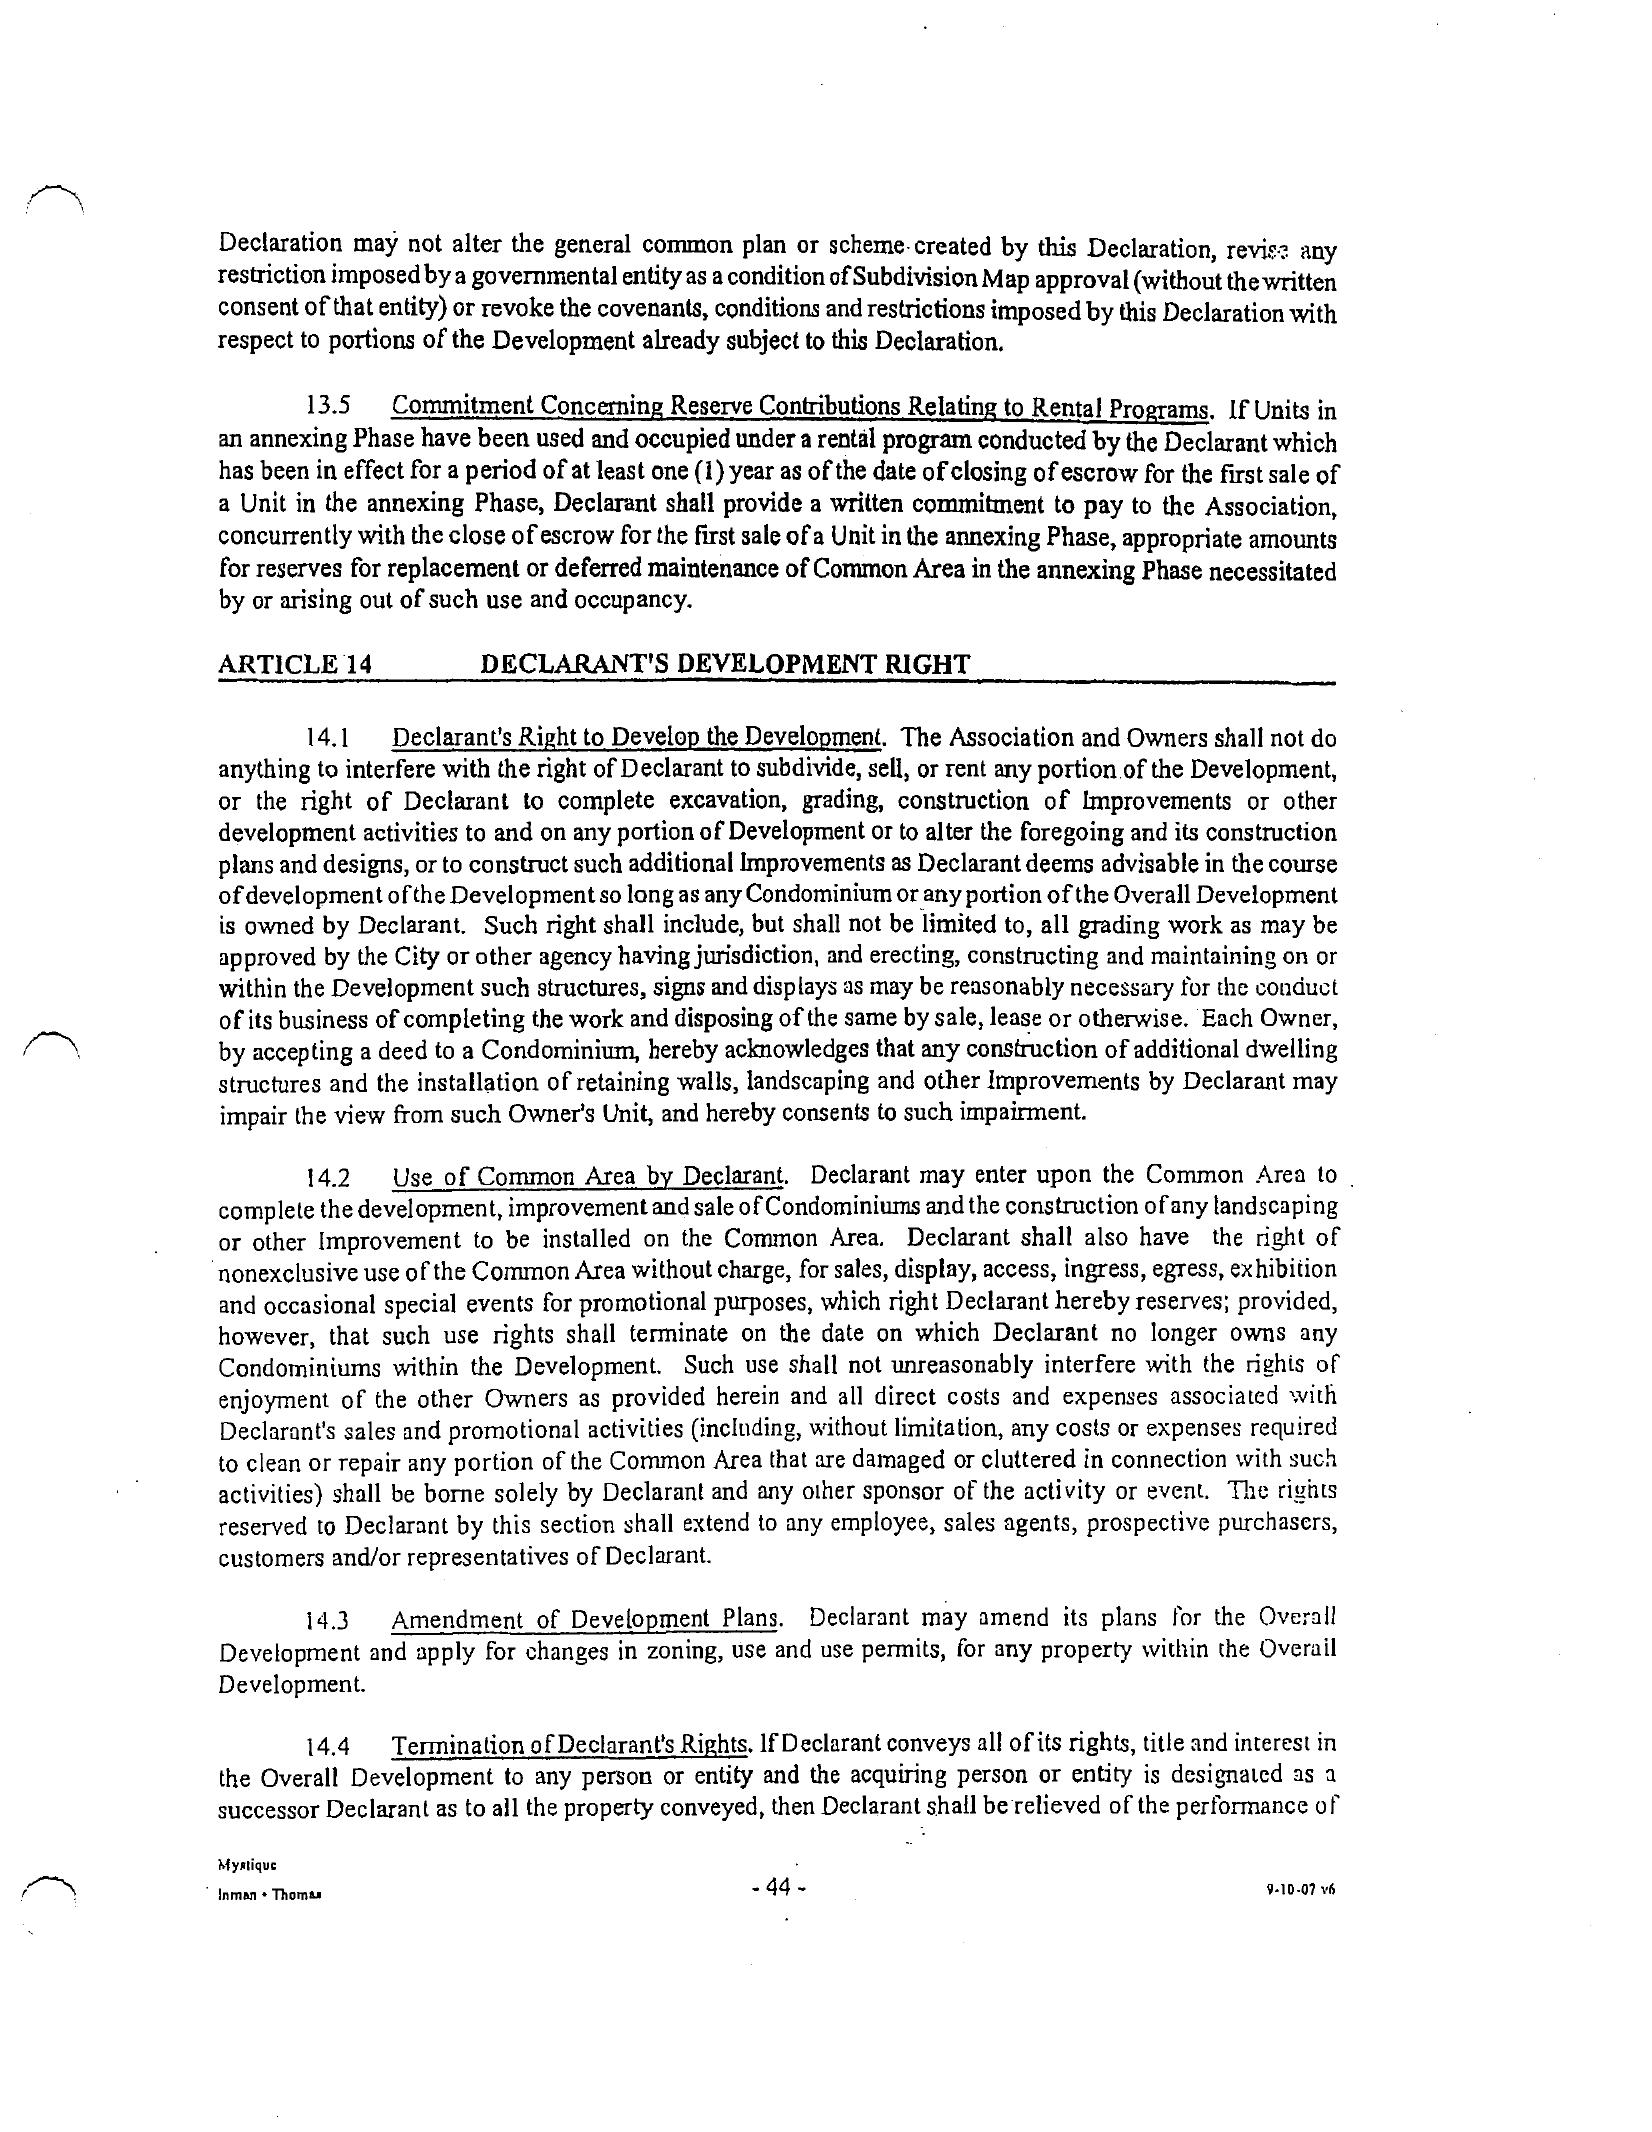 Declaration may not alter the general common plan or scheme created by this Declaration, revise any
restriction imposed by a governmental entity as a condition of Subdivision Map approval (without the written
consent of that entity) or revoke the covenants, conditions and restrictions imposed by this Declaration with
respect to portions of the Development already subject to this Declaration.
13.5 Commitment Concerning Reserve Contributions Relating to Rental Programs. If Units in
an annexing Phase have been used and occupied under a rental program conducted by the Declarant which
has been in effect for a period of at least one (1) year as of the date of closing of escrow for the first sale of
a Unit in the annexing Phase, Declarant shall provide a written commitment to pay to the Association,
concurrently with the close of escrow for the first sale of a Unit in the annexing Phase, appropriate amounts
for reserves for replacement or deferred maintenance of Common Area in the annexing Phase necessitated
by or arising out of such use and occupancy.
ARTICLE 14 DECLARANT'S DEVELOPMENT RIGHT
14.1 Declarant's Right to Develop the Development. The Association and Owners shall not do
anything to interfere with the right of Declarant to subdivide, sell, or rent any portion of the Development,
or the right of Declarant to complete excavation, grading, construction of Improvements or other
development activities to and on any portion of Development or to alter the foregoing and its construction
plans and designs, or to construct such additional Improvements as Declarant deems advisable in the course
of development of the Development so long as any Condominium or any portion of the Overall Development
is owned by Declarant. Such right shall include, but shall not be limited to, all grading work as may be
approved by the City or other agency having jurisdiction, and erecting, constructing and maintaining on or
within the Development such structures, signs and displays as may be reasonably necessary for the conduct
of its business of completing the work and disposing of the same by sale, lease or otherwise. Each Owner,
by accepting a deed to a Condominium, hereby acknowledges that any construction of additional dwelling
structures and the installation of retaining walls, landscaping and other Improvements by Declarant may
impair the view from such Owner's Unit, and hereby consents to such impairment.
14.2 Use of Common Area by Declarant. Declarant may enter upon the Common Area to
complete the development, improvement and sale of Condominiums and the construction of any landscaping
or other Improvement to be installed on the Common Area. Declarant shall also have the right of
nonexclusive use of the Common Area without charge, for sales, display, access, ingress, egress, exhibition
and occasional special events for promotional purposes, which right Declarant hereby reserves; provided,
however, that such use rights shall terminate on the date on which Declarant no longer owns any
Condominiums within the Development. Such use shall not unreasonably interfere with the rights of
enjoyment of the other Owners as provided herein and all direct costs and expenses associated with
Declarant's sales and promotional activities (including, without limitation, any costs or expenses required
to clean or repair any portion of the Common Area that are damaged or cluttered in connection with such
activities) shall be borne solely by Declarant and any other sponsor of the activity or event. The rights
reserved to Declarant by this section shall extend to any employee, sales agents, prospective purchasers,
customers and/or representatives of Declarant.
14.3 Amendment of Development Plans. Declarant may amend its plans for the Overall
Development and apply for changes in zoning, use and use permits, for any property within the Overall
Development.
14.4 Termination of Declarant's Rights. If Declarant conveys all of its rights, title and interest in
the Overall Development to any person or entity and the acquiring person or entity is designated as a
successor Declarant as to all the property conveyed, then Declarant shall be relieved of the performance of
Mystique
Inman • Thomas - 44 - 9-10-07 v6